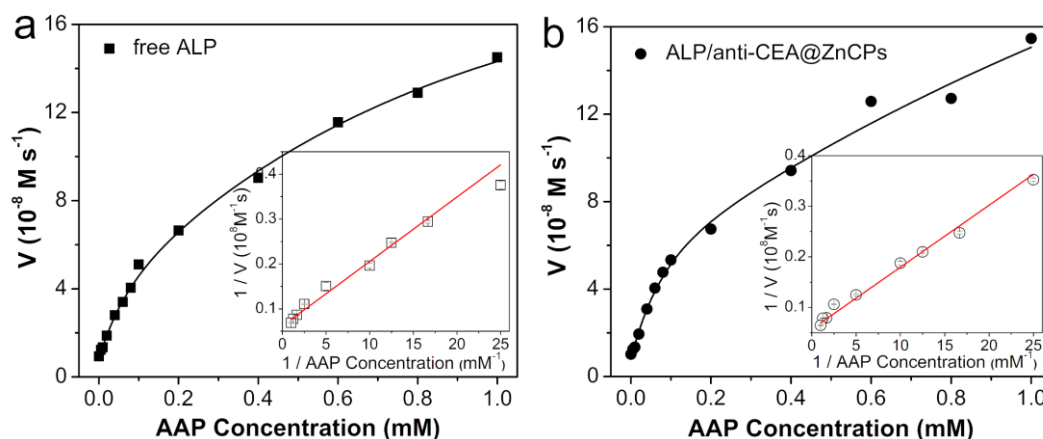 a
free ALP
V (10⁻⁸ M s⁻¹)
16
12
8
4
0
0.0 0.2 0.4 0.6 0.8 1.0
AAP Concentration (mM)
1 / V (10⁸M⁻¹s)
0.4
0.3
0.2
0.1
0 5 10 15 20 25
1 / AAP Concentration (mM⁻¹)
b
ALP/anti-CEA@ZnCPs
V (10⁻⁸ M s⁻¹)
16
12
8
4
0
0.0 0.2 0.4 0.6 0.8 1.0
AAP Concentration (mM)
1 / V (10⁸M⁻¹s)
0.4
0.3
0.2
0.1
0 5 10 15 20 25
1 / AAP Concentration (mM⁻¹)